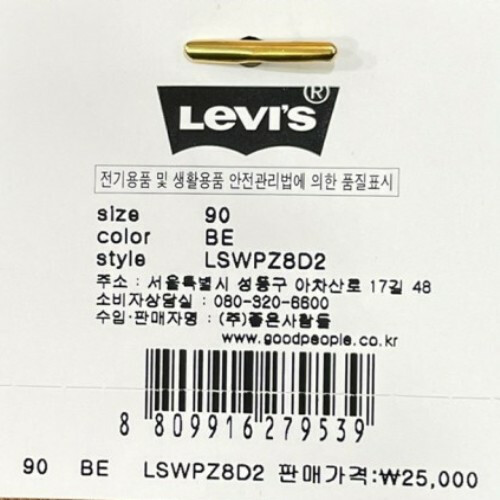 LEVI'S®
전기용품 및 생활용품 안전관리법에 의한 품질표시
size 90
color BE
style LSWPZ8D2
주소 : 서울특별시 성동구 아차산로 17길 48
소비자상담실 : 080-320-6600
수입·판매자명 : (주)좋은사람들
www.goodpeople.co.kr
8 809916 279539
90 BE LSWPZ8D2 판매가격:₩25,000